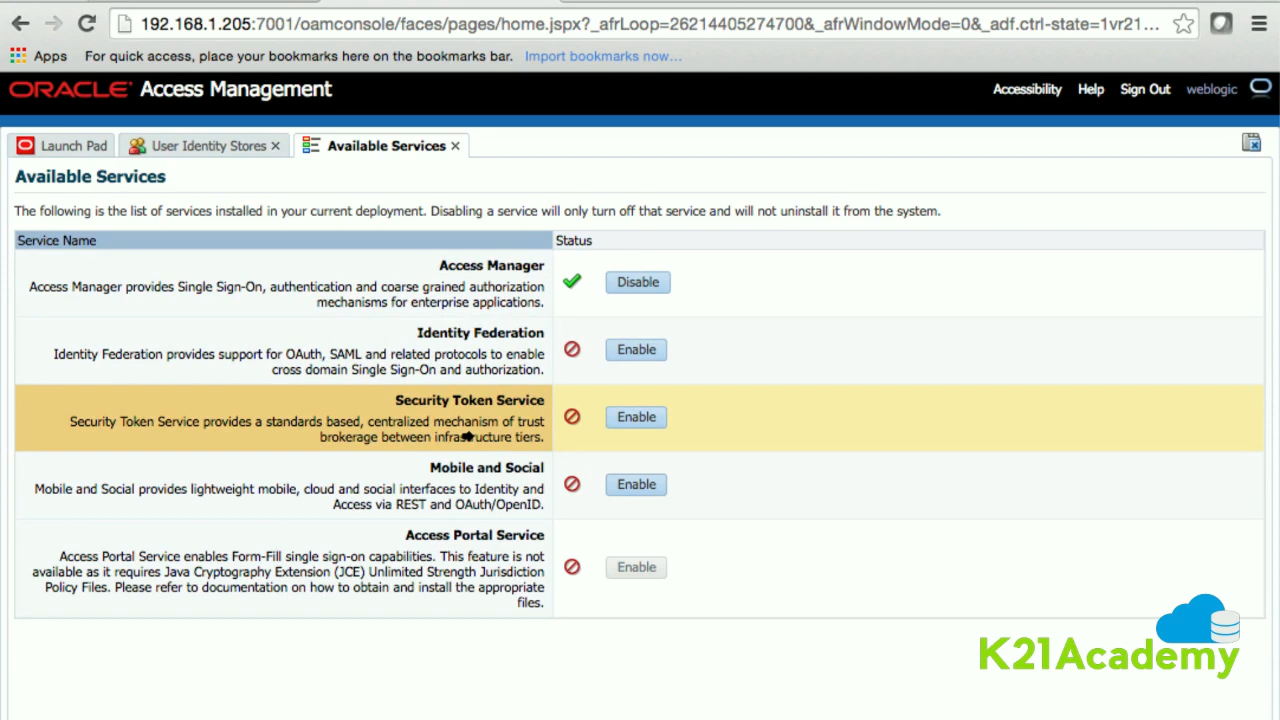 192.168.1.205:7001/oamconsole/faces/pages/home.jspx?_afrLoop=26214405274700&_afrWindowMode=0&_adf.ctrl-state=1vr21...
Apps For quick access, place your bookmarks here on the bookmarks bar. Import bookmarks now...
ORACLE Access Management
Accessibility Help Sign Out weblogic
Launch Pad User Identity Stores Available Services
Available Services
The following is the list of services installed in your current deployment. Disabling a service will only turn off that service and will not uninstall it from the system.
Service Name Status
Access Manager
Access Manager provides Single Sign-On, authentication and coarse grained authorization
mechanisms for enterprise applications.
Disable
Identity Federation
Identity Federation provides support for OAuth, SAML and related protocols to enable
cross domain Single Sign-On and authorization.
Enable
Security Token Service
Security Token Service provides a standards based, centralized mechanism of trust
brokerage between infrastructure tiers.
Enable
Mobile and Social
Mobile and Social provides lightweight mobile, cloud and social interfaces to Identity and
Access via REST and OAuth/OpenID.
Enable
Access Portal Service
Access Portal Service enables Form-Fill single sign-on capabilities. This feature is not
available as it requires Java Cryptography Extension (JCE) Unlimited Strength Jurisdiction
Policy Files. Please refer to documentation on how to obtain and install the appropriate
files.
Enable
K21Academy